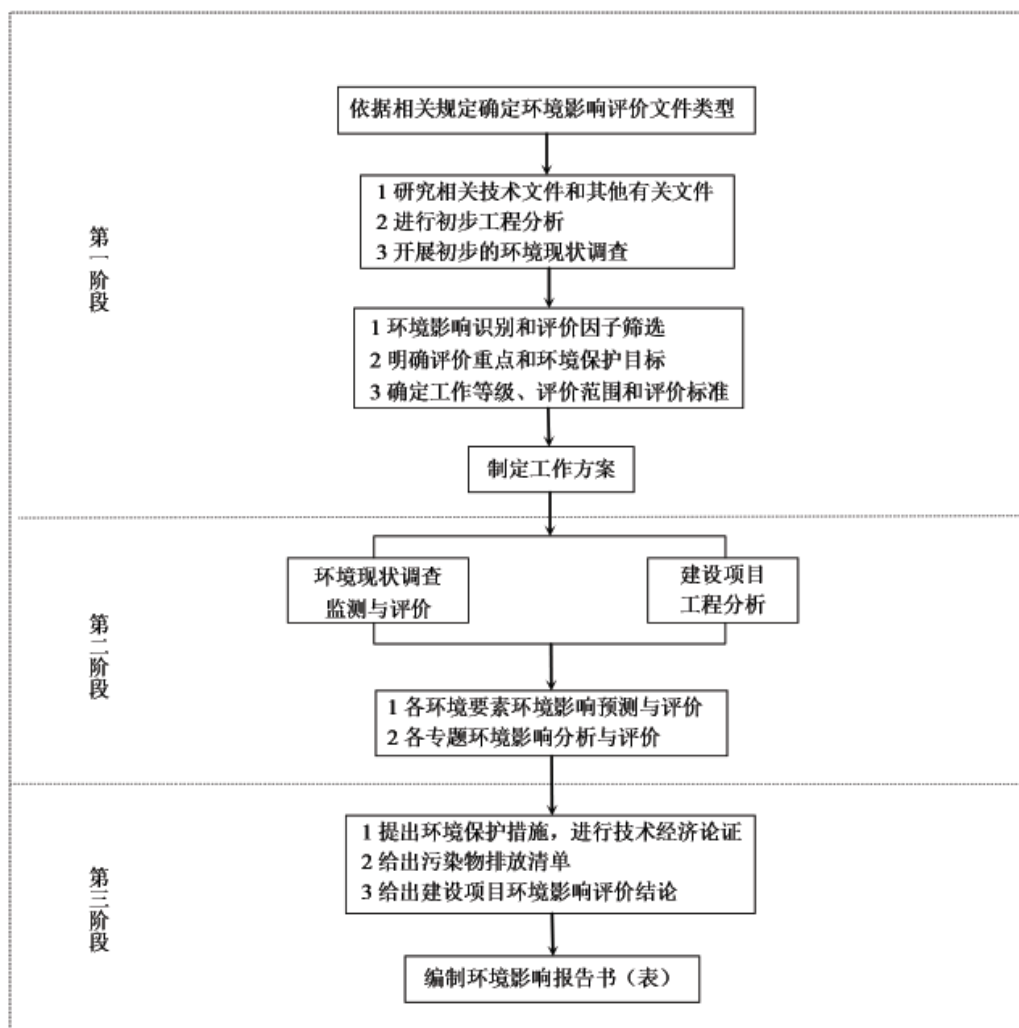 依据相关规定确定环境影响评价文件类型
1 研究相关技术文件和其他有关文件
2 进行初步工程分析
3 开展初步的环境现状调查
第一阶段
1 环境影响识别和评价因子筛选
2 明确评价重点和环境保护目标
3 确定工作等级、评价范围和评价标准
制定工作方案
环境现状调查
监测与评价
建设项目
工程分析
第二阶段
1 各环境要素环境影响预测与评价
2 各专题环境影响分析与评价
1 提出环境保护措施，进行技术经济论证
2 给出污染物排放清单
3 给出建设项目环境影响评价结论
第三阶段
编制环境影响报告书（表）